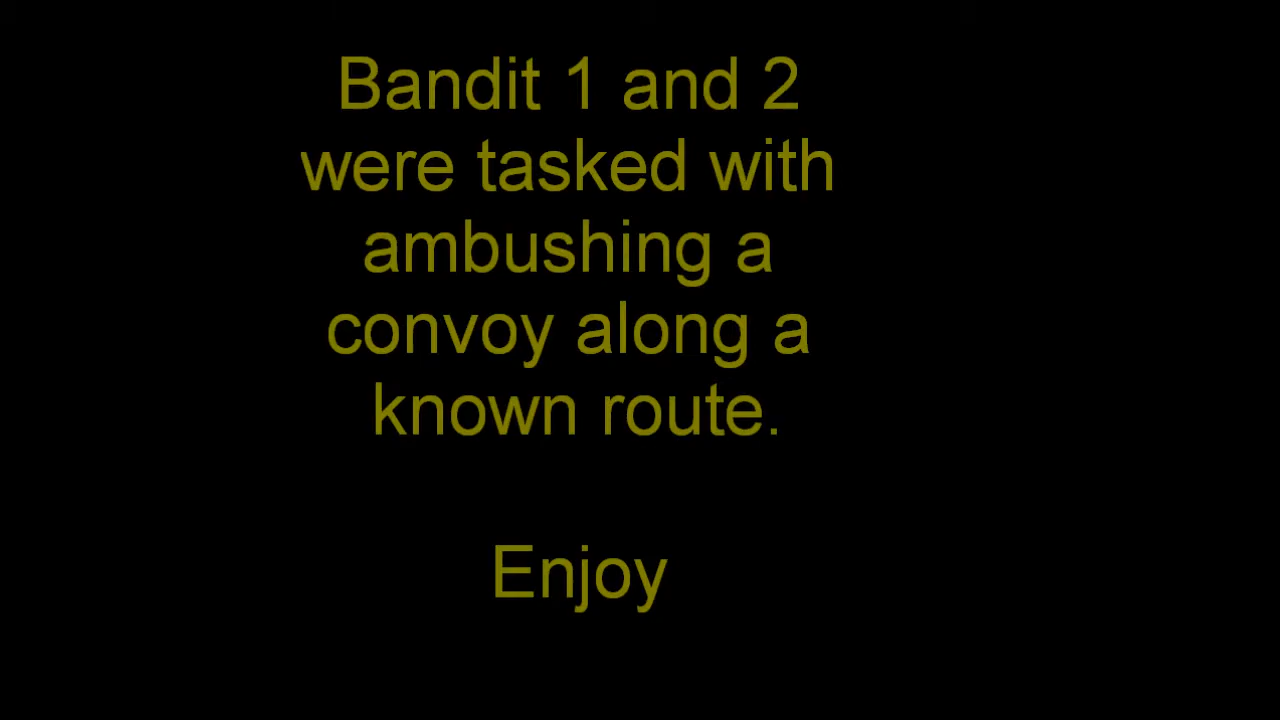 Bandit 1 and 2
were tasked with
ambushing a
convoy along a
known route.
Enjoy